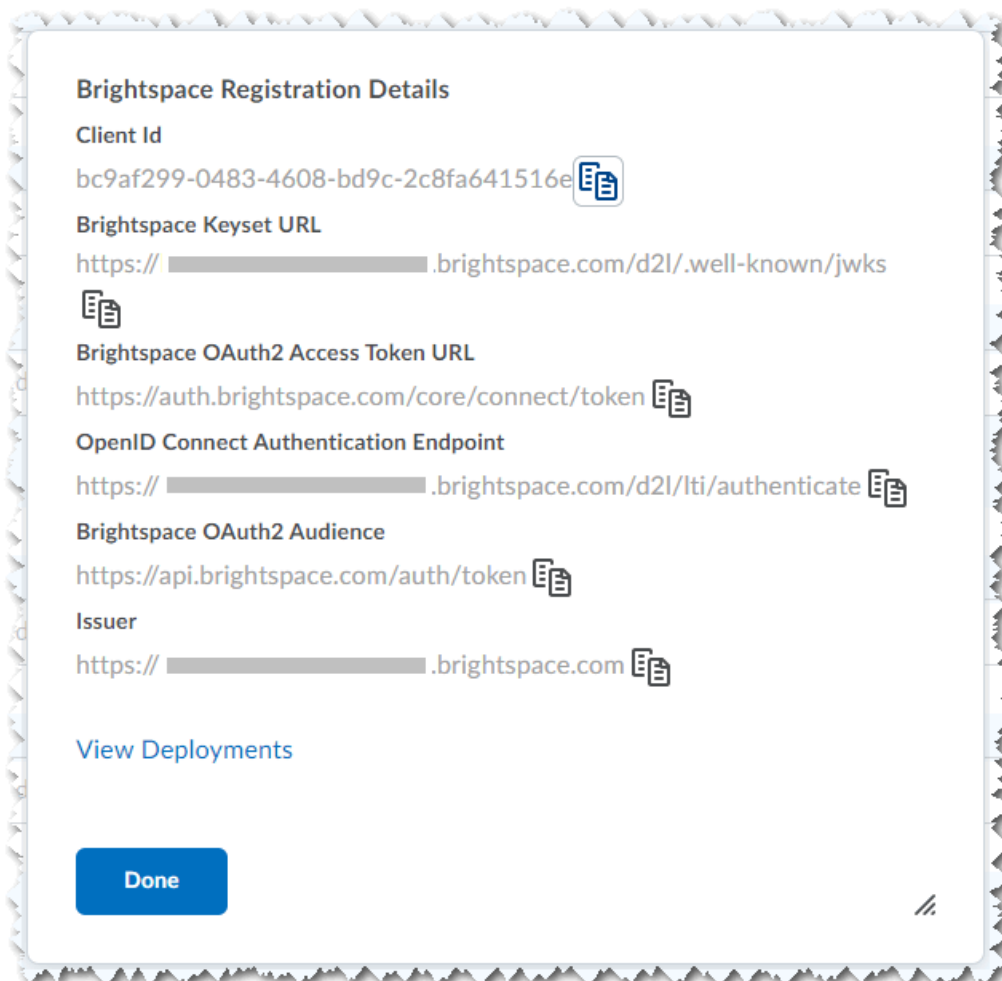 Brightspace Registration Details
Client Id
bc9af299-0483-4608-bd9c-2c8fa641516e
Brightspace Keyset URL
https:// .brightspace.com/d2l/.well-known/jwks
Brightspace OAuth2 Access Token URL
https://auth.brightspace.com/core/connect/token
OpenID Connect Authentication Endpoint
https:// .brightspace.com/d2l/lti/authenticate
Brightspace OAuth2 Audience
https://api.brightspace.com/auth/token
Issuer
https:// .brightspace.com
View Deployments
Done